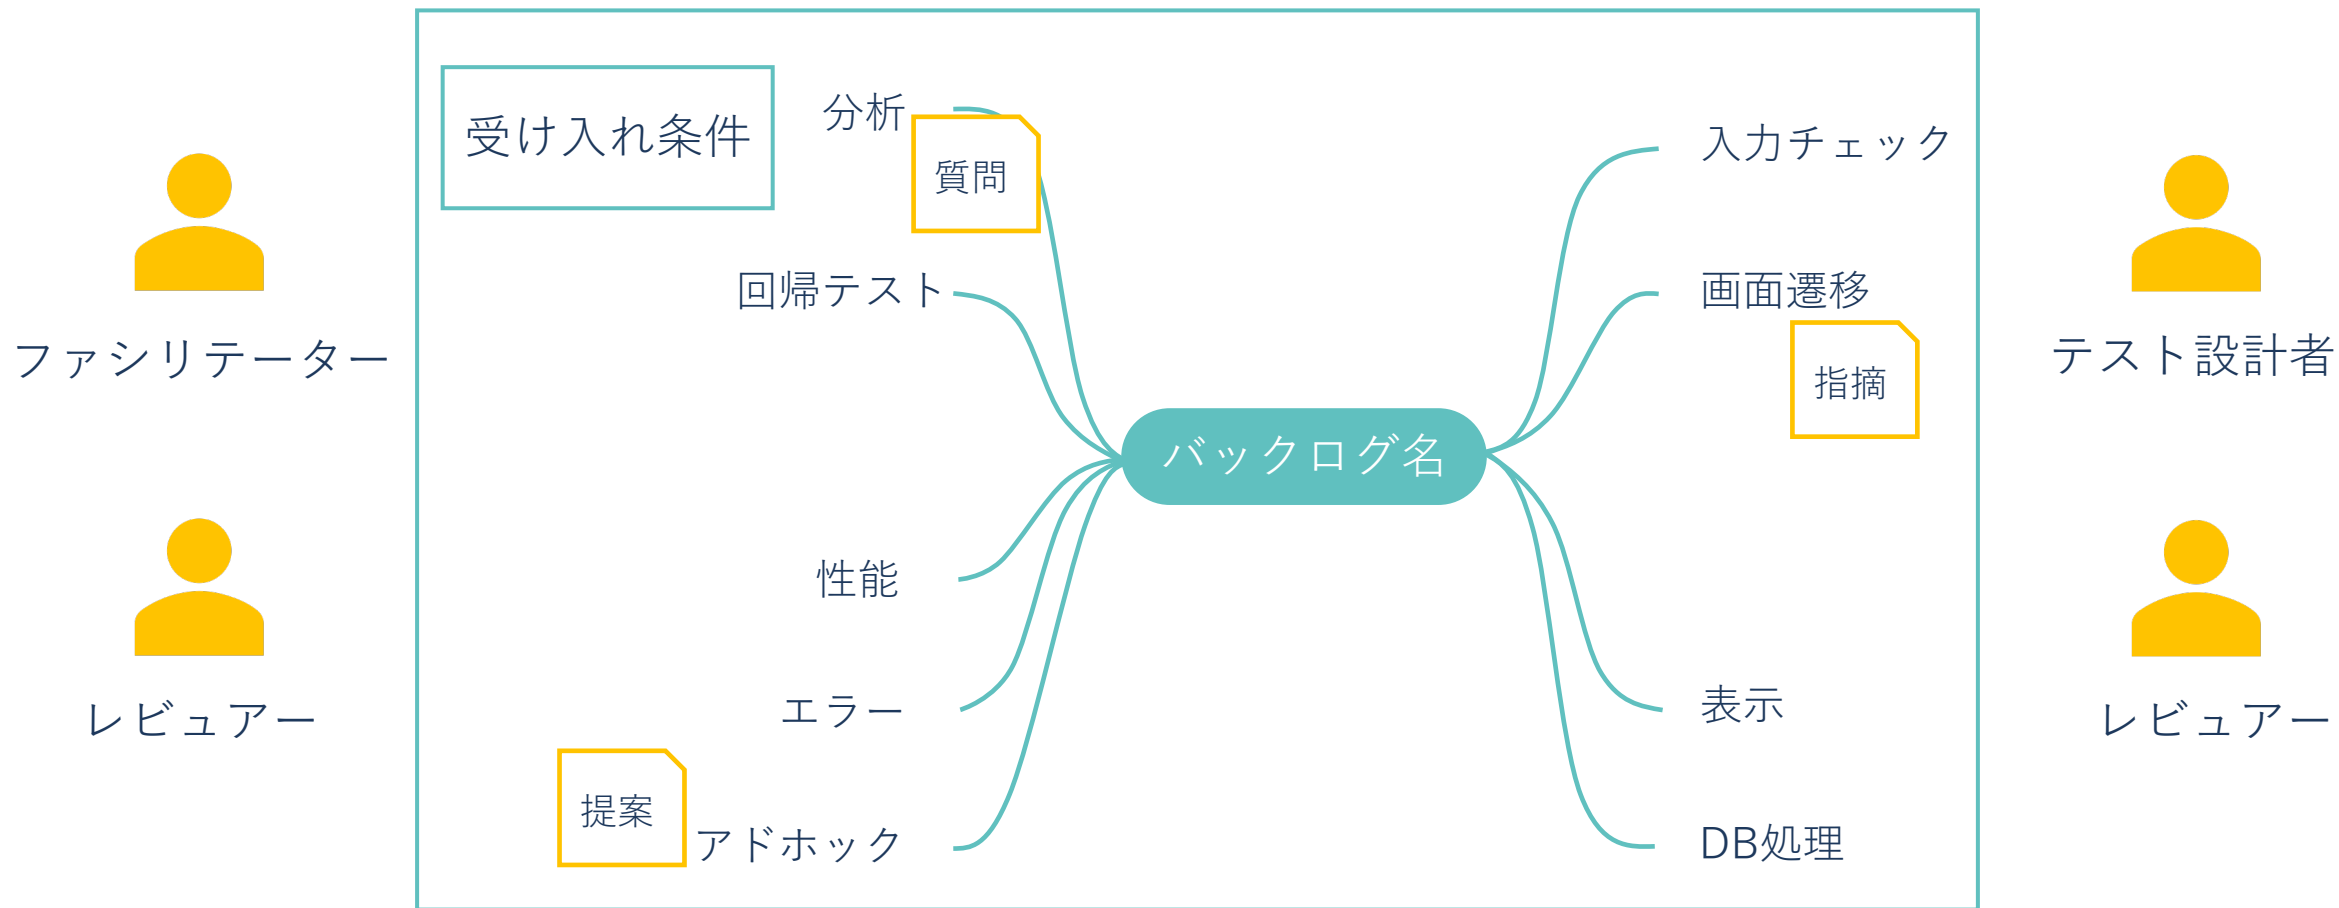 受け入れ条件
分析
質問
回帰テスト
性能
エラー
提案
アドホック
バックログ名
入力チェック
画面遷移
指摘
表示
DB処理
ファシリテーター
レビュアー
テスト設計者
レビュアー